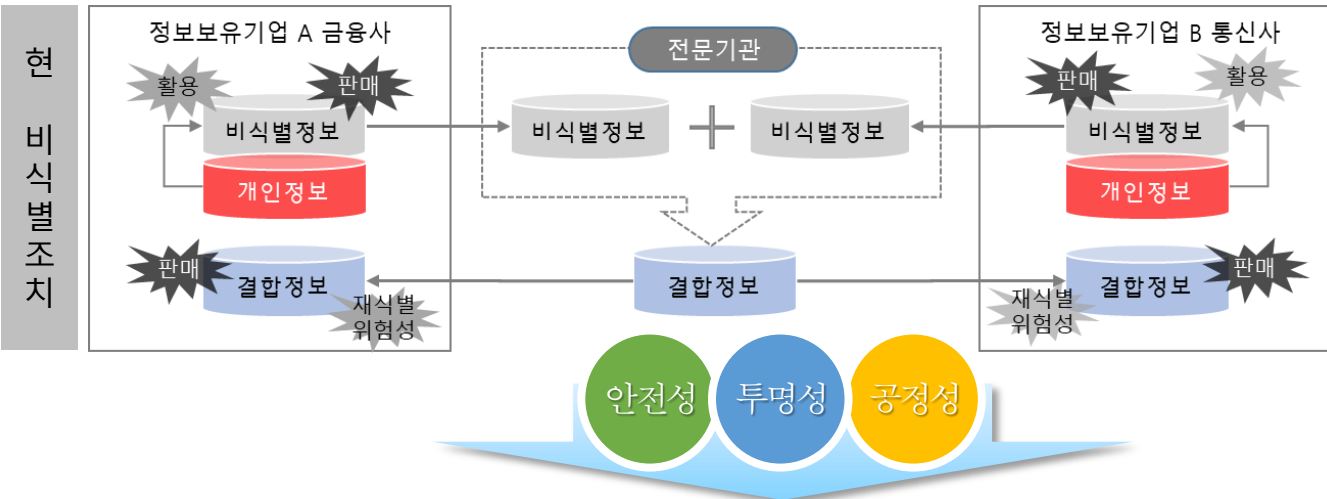 현 비식별조치
정보보유기업 A 금융사
활용
판매
비식별정보
개인정보
판매
결합정보
재식별
위험성
전문기관
비식별정보
비식별정보
결합정보
정보보유기업 B 통신사
판매
활용
비식별정보
개인정보
결합정보
판매
재식별
위험성
안전성
투명성
공정성